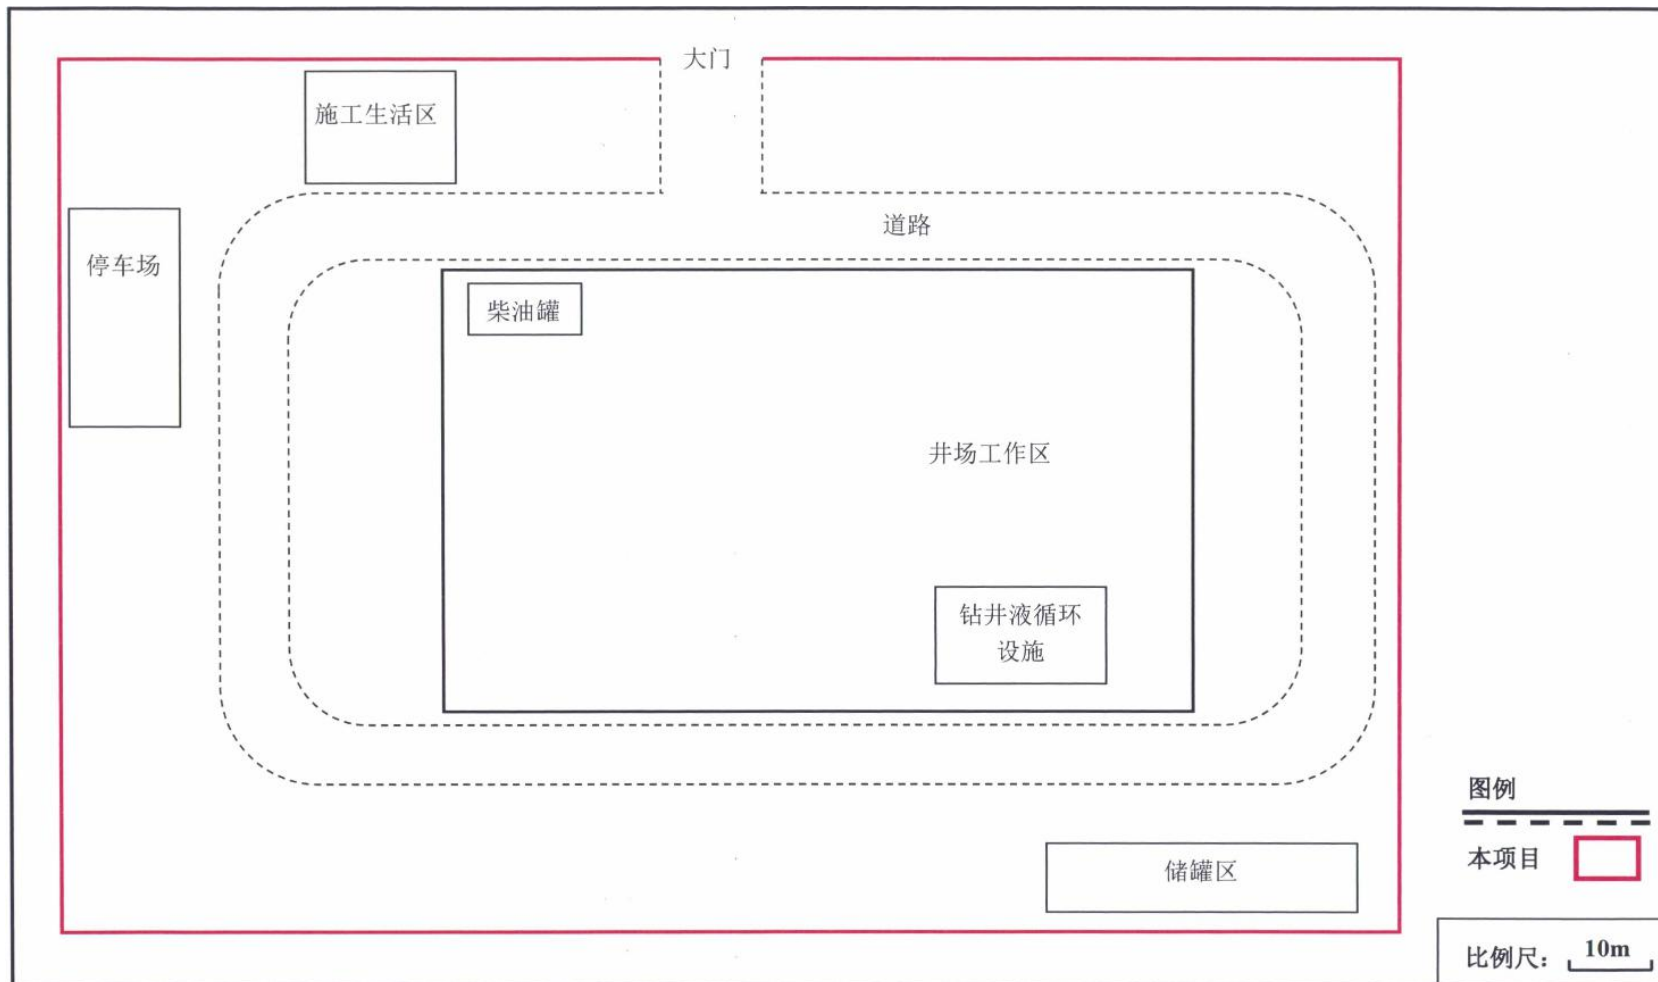 大门
施工生活区
道路
停车场
柴油罐
井场工作区
钻井液循环
设施
图例
本项目
储罐区
比例尺：
10m